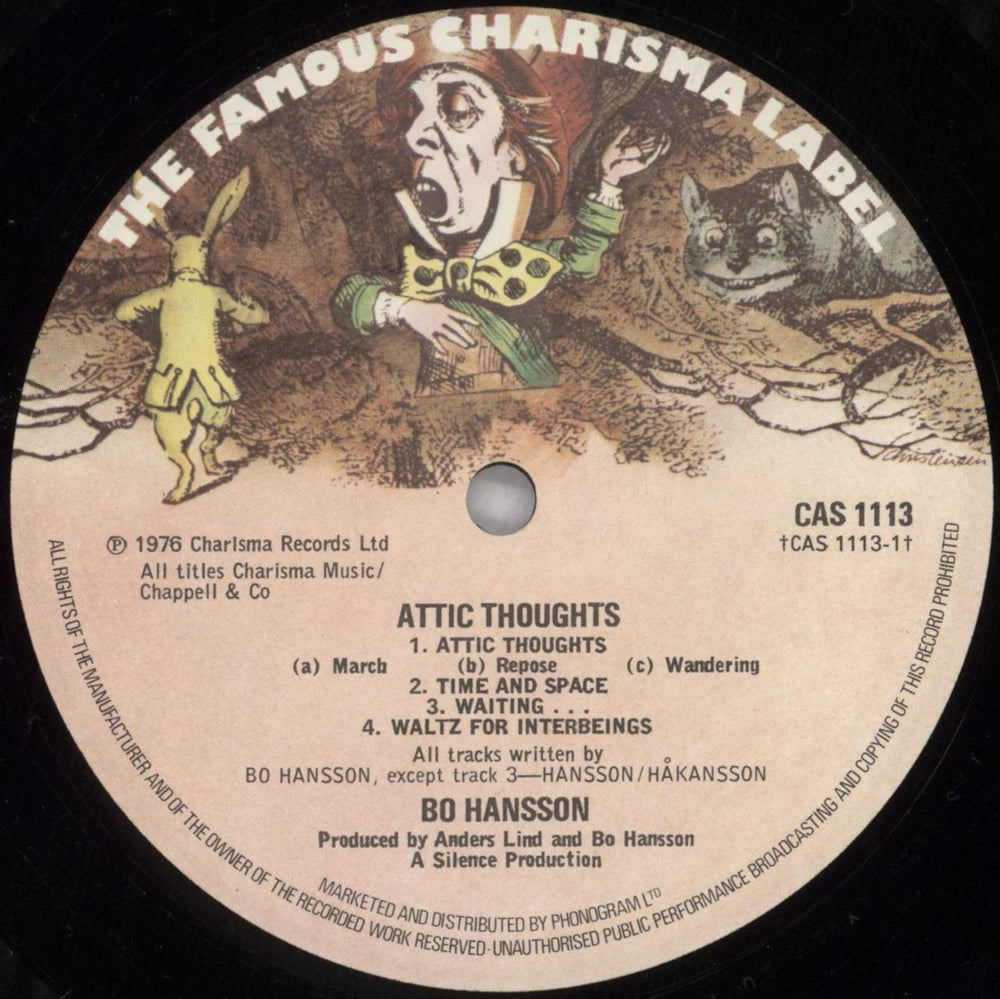 THE FAMOUS CHARISMA LABEL
Christensen
CAS 1113
†CAS 1113-1†
Ⓟ 1976 Charisma Records Ltd
All titles Charisma Music/
Chappell & Co
ATTIC THOUGHTS
1. ATTIC THOUGHTS
(a) March (b) Repose (c) Wandering
2. TIME AND SPACE
3. WAITING . . .
4. WALTZ FOR INTERBEINGS
All tracks written by
BO HANSSON, except track 3—HANSSON/HÅKANSSON
BO HANSSON
Produced by Anders Lind and Bo Hansson
A Silence Production
MARKETED AND DISTRIBUTED BY PHONOGRAM LTD
ALL RIGHTS OF THE MANUFACTURER AND OF THE OWNER OF THE RECORDED WORK RESERVED·UNAUTHORISED PUBLIC PERFORMANCE BROADCASTING AND COPYING OF THIS RECORD PROHIBITED